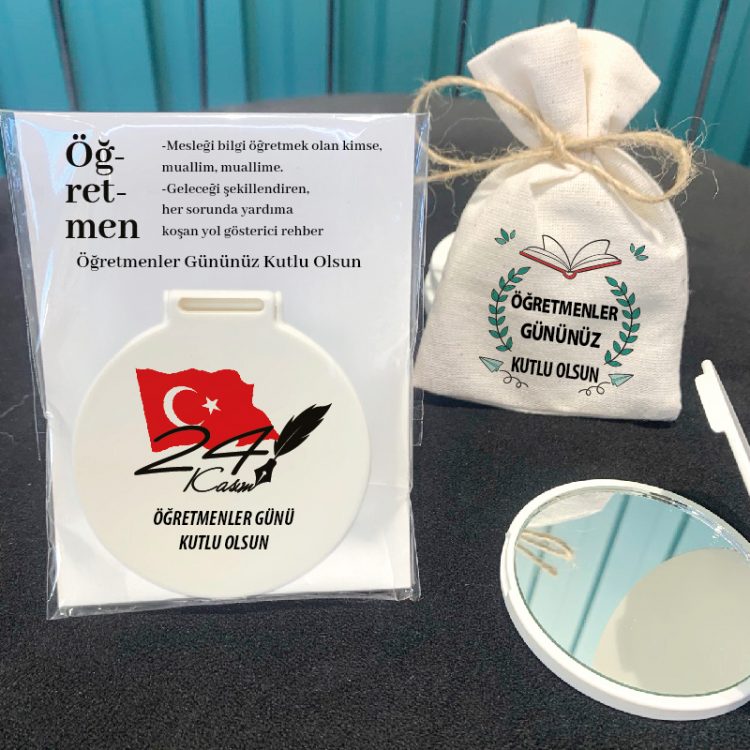 Öğ-
ret-
men
-Mesleği bilgi öğretmek olan kimse,
muallim, muallime.
-Geleceği şekillendiren,
her sorunda yardıma
koşan yol gösterici rehber
Öğretmenler Gününüz Kutlu Olsun
24
Kasım
ÖĞRETMENLER GÜNÜ
KUTLU OLSUN
ÖĞRETMENLER
GÜNÜNÜZ
KUTLU OLSUN